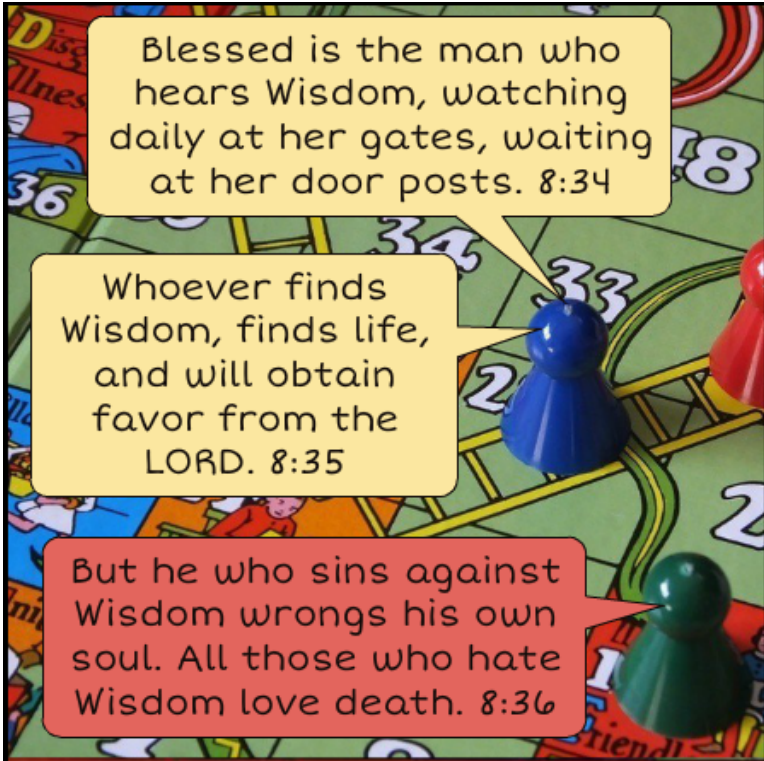 Blessed is the man who
hears Wisdom, watching
daily at her gates, waiting
at her door posts. 8:34
48
36
34
33
Whoever finds
Wisdom, finds life,
and will obtain
favor from the
LORD. 8:35
But he who sins against
Wisdom wrongs his own
soul. All those who hate
Wisdom love death. 8:36